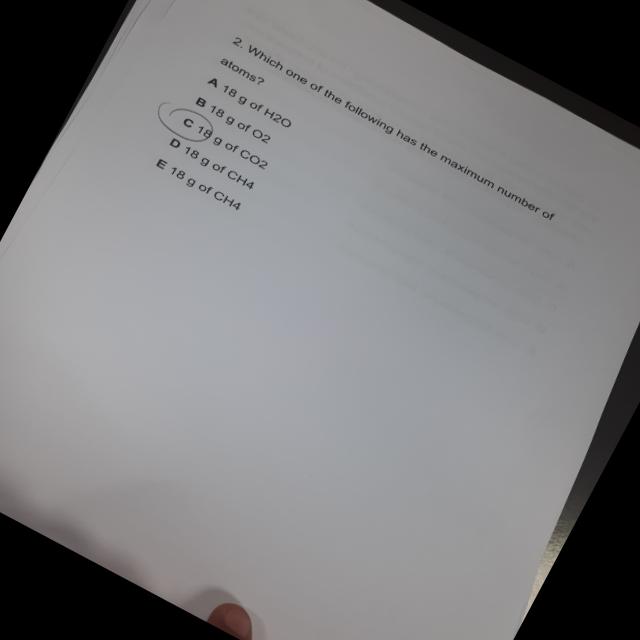 2. Which one of the following has the maximum number of
atoms?
A 18 g of H2O
B 18 g of O2
C 18 g of CO2
D 18 g of CH4
E 18 g of CH4